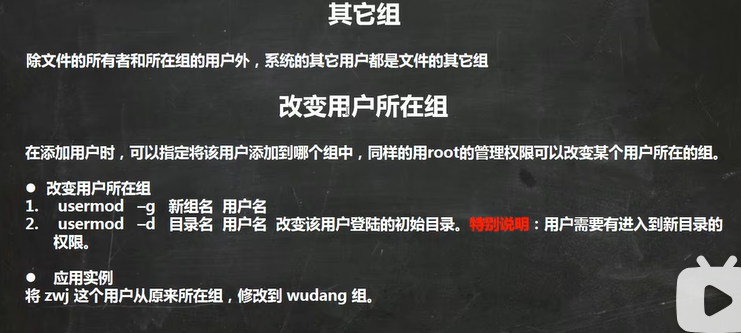 其它组
除文件的所有者和所在组的用户外，系统的其它用户都是文件的其它组
改变用户所在组
在添加用户时，可以指定将该用户添加到哪个组中，同样的用root的管理权限可以改变某个用户所在的组。
● 改变用户所在组
1. usermod –g 新组名 用户名
2. usermod –d 目录名 用户名 改变该用户登陆的初始目录。特别说明：用户需要有进入到新目录的
权限。
● 应用实例
将 zwj 这个用户从原来所在组，修改到 wudang 组。